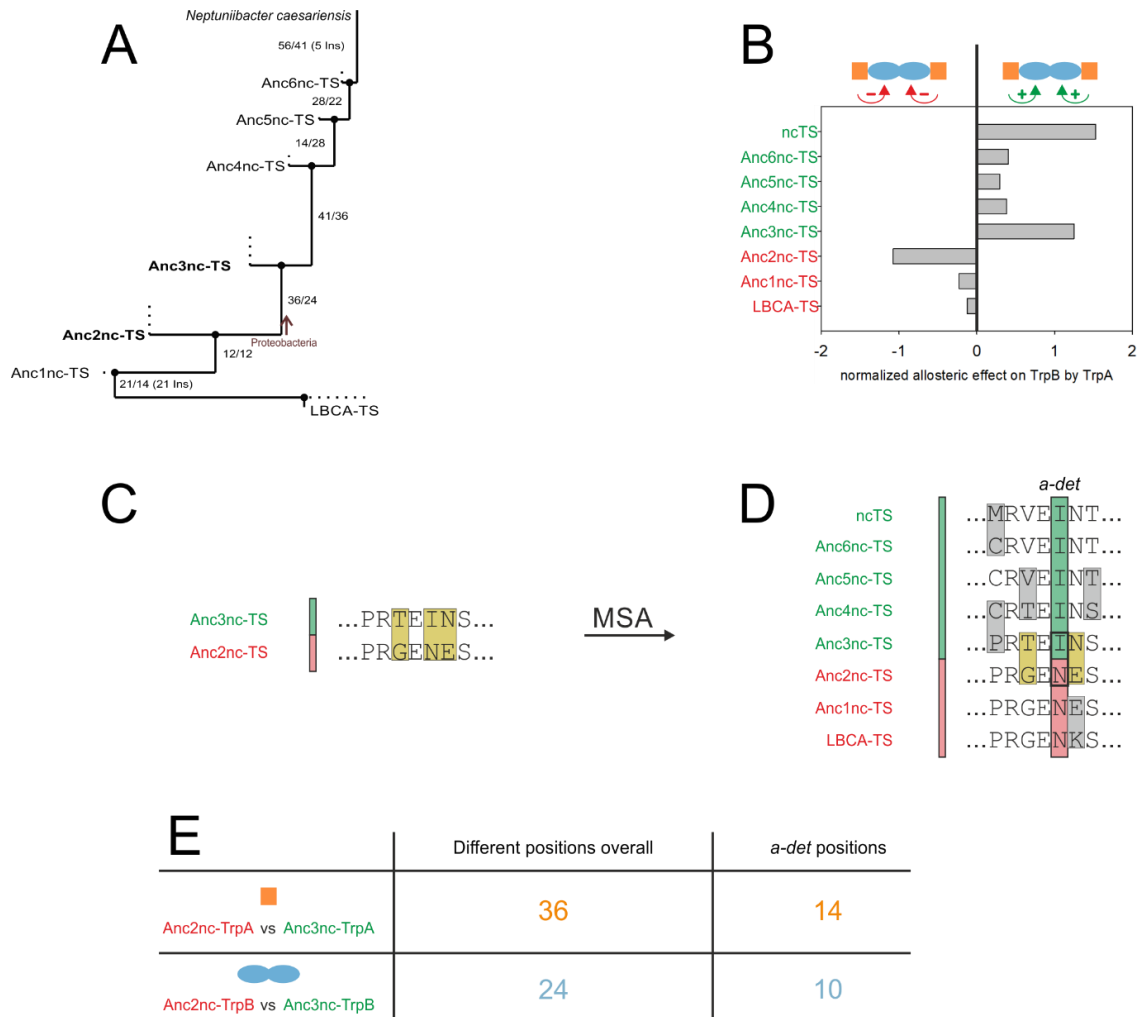 A
Neptuniibacter caesariensis
56/41 (5 Ins)
Anc6nc-TS
28/22
Anc5nc-TS
14/28
Anc4nc-TS
41/36
Anc3nc-TS
36/24
Anc2nc-TS
Proteobacteria
12/12
Anc1nc-TS
21/14 (21 Ins)
LBCA-TS
B
- -
+ +
ncTS
Anc6nc-TS
Anc5nc-TS
Anc4nc-TS
Anc3nc-TS
Anc2nc-TS
Anc1nc-TS
LBCA-TS
-2 -1 0 1 2
normalized allosteric effect on TrpB by TrpA
C
Anc3nc-TS ...PRTEINS...
Anc2nc-TS ...PRGENES...
MSA
D
a-det
ncTS ...MRVEINT...
Anc6nc-TS ...CRVEINT...
Anc5nc-TS ...CRVEINT...
Anc4nc-TS ...CRTEINS...
Anc3nc-TS ...PRTEINS...
Anc2nc-TS ...PRGENES...
Anc1nc-TS ...PRGENES...
LBCA-TS ...PRGENKS...
E
Different positions overall a-det positions
Anc2nc-TrpA vs Anc3nc-TrpA 36 14
Anc2nc-TrpB vs Anc3nc-TrpB 24 10